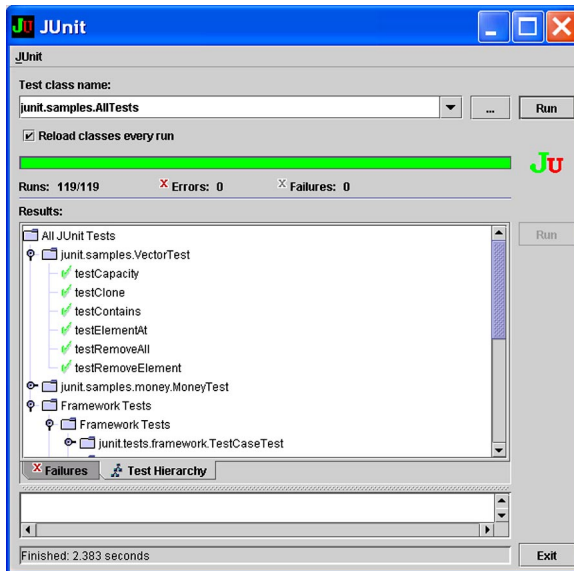 JU JUnit
JUnit
Test class name:
junit.samples.AllTests
...
Run
Reload classes every run
JU
Runs: 119/119 X Errors: 0 X Failures: 0
Results:
Run
All JUnit Tests
junit.samples.VectorTest
testCapacity
testClone
testContains
testElementAt
testRemoveAll
testRemoveElement
junit.samples.money.MoneyTest
Framework Tests
Framework Tests
junit.tests.framework.TestCaseTest
X Failures Test Hierarchy
Finished: 2.383 seconds
Exit